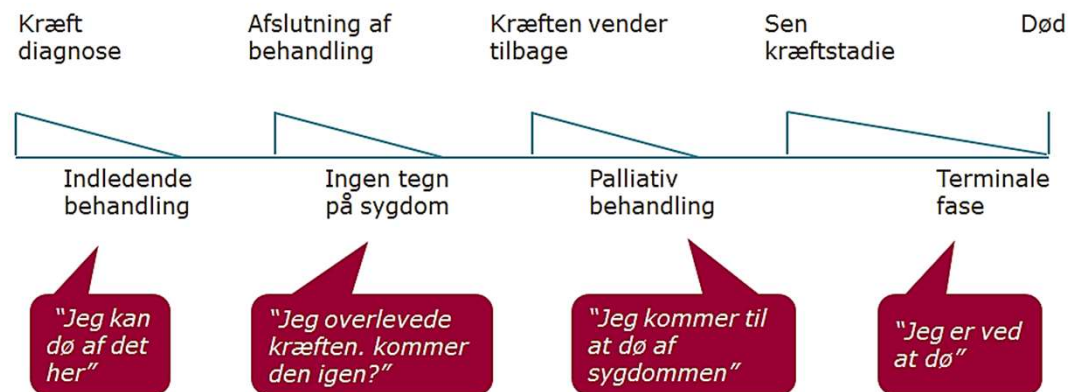 Kræft
diagnose
Afslutning af
behandling
Kræften vender
tilbage
Sen
kræftstadie
Død
Indledende
behandling
Ingen tegn
på sygdom
Palliativ
behandling
Terminale
fase
"Jeg kan
dø af det
her"
"Jeg overlevede
kræften. kommer
den igen?"
"Jeg kommer til
at dø af
sygdommen"
"Jeg er ved
at dø"